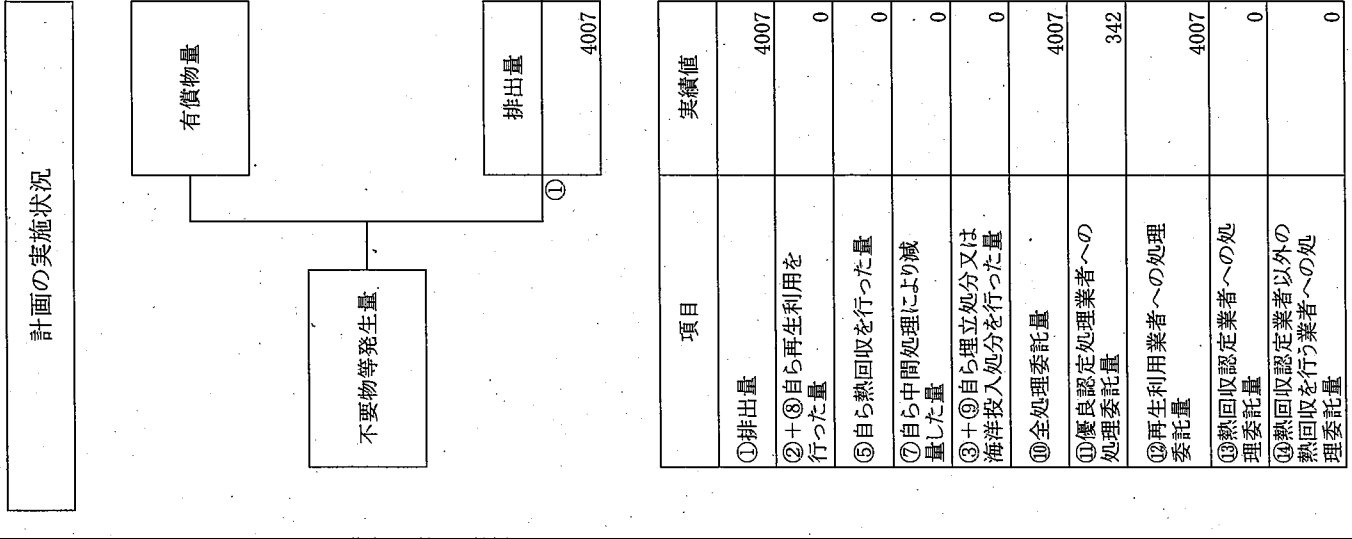 計画の実施状況
有償物量
不要物等発生量
排出量
①
4007
項目
実績値
①排出量
4007
②+⑧自ら再生利用を
行った量
0
⑤自ら熱回収を行った量
0
⑦自ら中間処理により減
量した量
0
③+⑨自ら埋立処分又は
海洋投入処分を行った量
0
⑩全処理委託量
4007
⑪優良認定処理業者への
処理委託量
342
⑫再生利用業者への処理
委託量
4007
⑬熱回収認定業者への処
理委託量
0
⑭熱回収認定業者以外の
熱回収を行う業者への処
理委託量
0